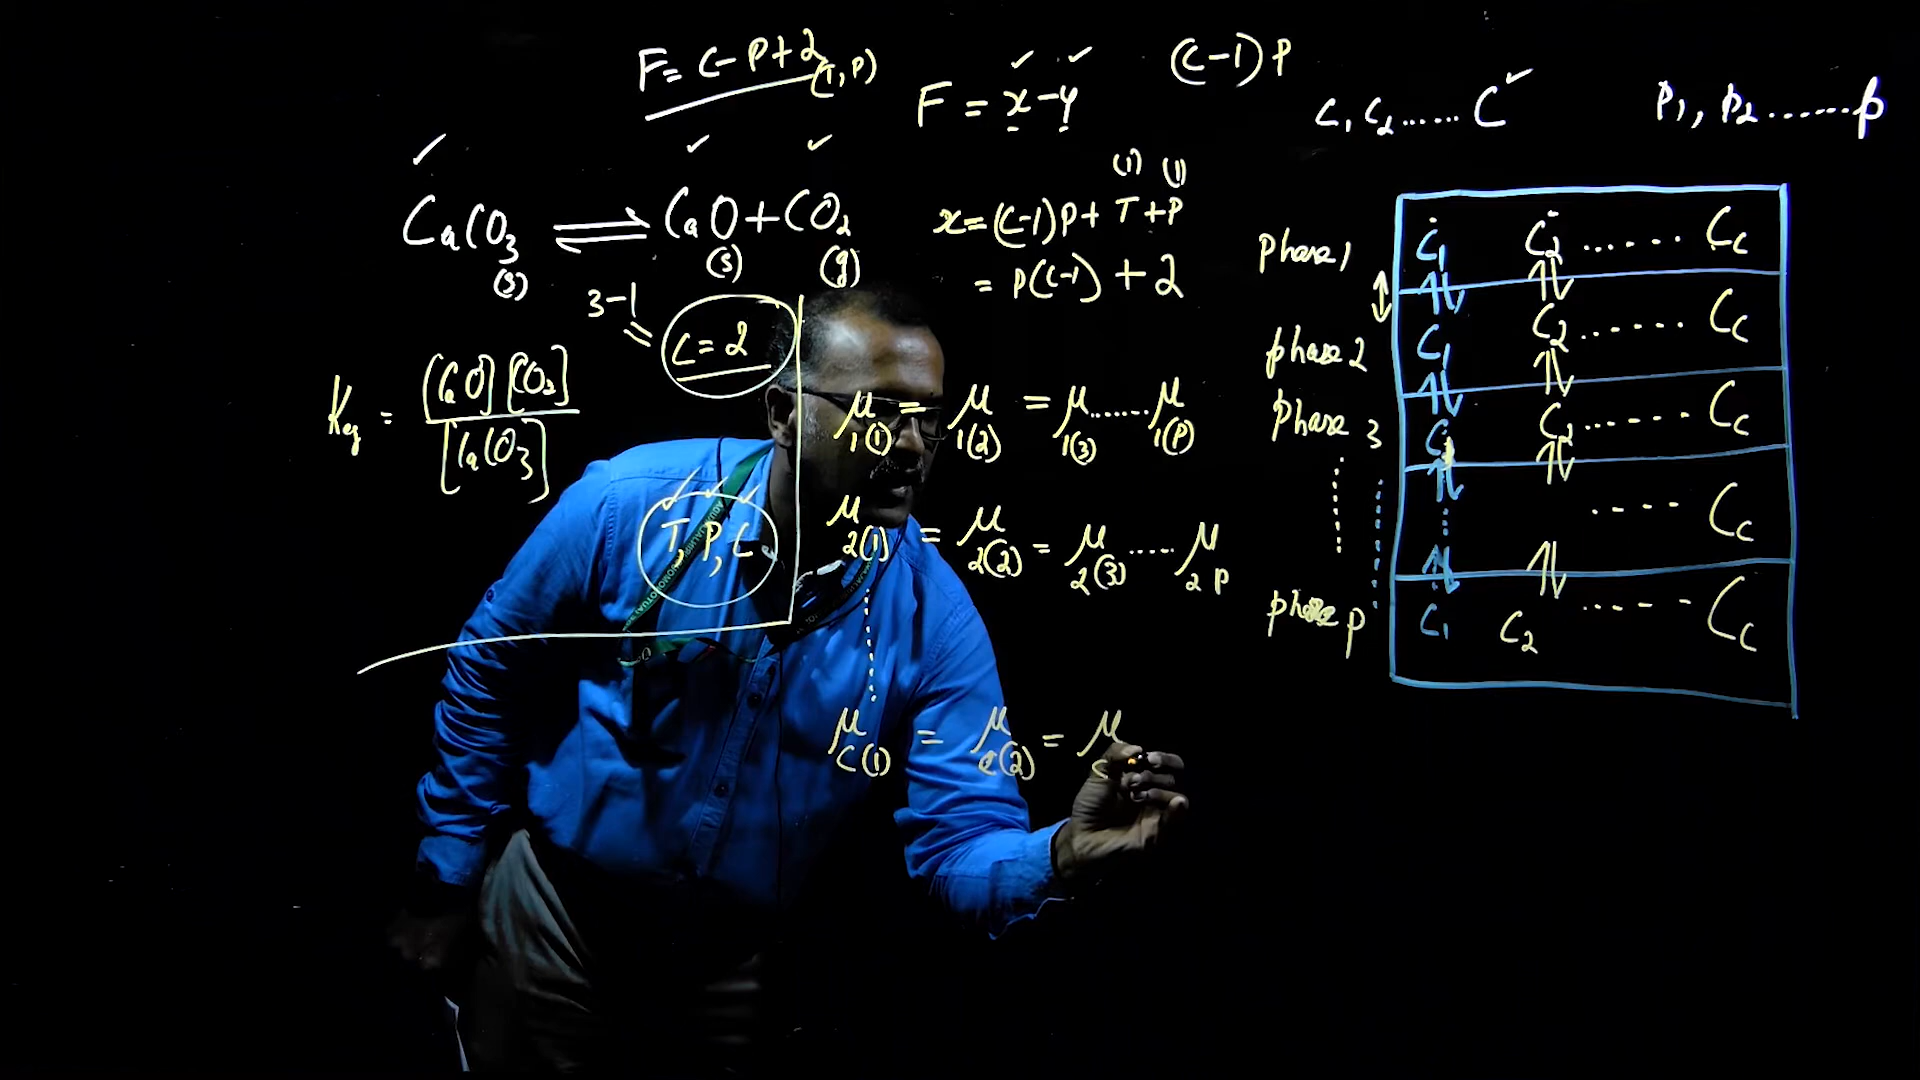 F = C - P + 2
(T, P)
F = x - y
(C-1) P
C₁ C₂ ...... C
P₁, P₂ ....... p
CaCO₃ ⇌ CaO + CO₂
(s) (s) (g)
(1) (1)
x = (C-1)P + T + P
= P(C-1) + 2
3-1
C = 2
Keq = [CaO][CO₂] / [CaCO₃]
T, P, C
μ1(1) = μ1(2) = μ1(3) ....... μ1(P)
μ2(1) = μ2(2) = μ2(3) ..... μ2 P
μC(1) = μC(2) = μC
phase 1 C₁ C₂ ...... Cc
phase 2 C₁ C₂ ...... Cc
phase 3 C₁ C₂ ...... Cc
.... Cc
phase p C₁ C₂ ..... Cc